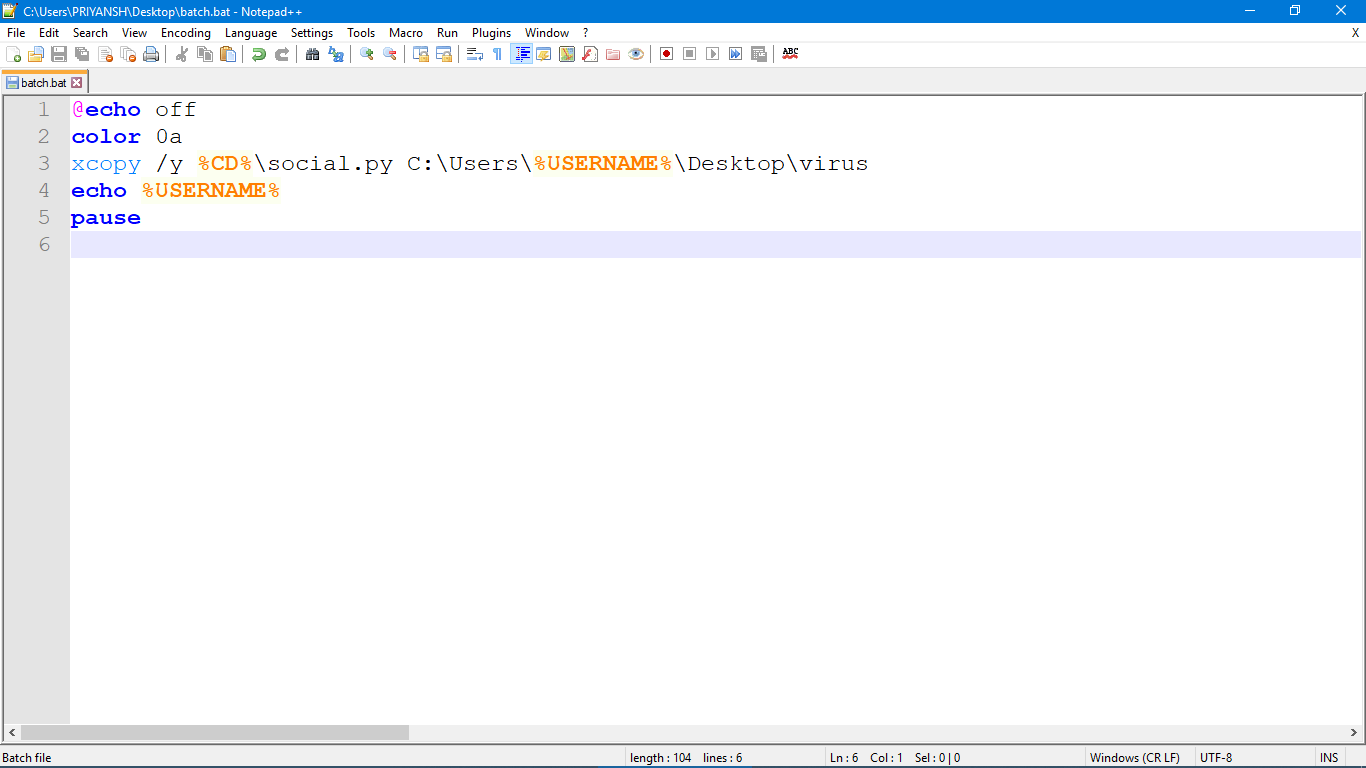 C:\Users\PRIYANSH\Desktop\batch.bat - Notepad++
File Edit Search View Encoding Language Settings Tools Macro Run Plugins Window ? X
ABC
batch.bat
1 @echo off
2 color 0a
3 xcopy /y %CD%\social.py C:\Users\%USERNAME%\Desktop\virus
4 echo %USERNAME%
5 pause
6
Batch file length : 104 lines : 6 Ln : 6 Col : 1 Sel : 0 | 0 Windows (CR LF) UTF-8 INS